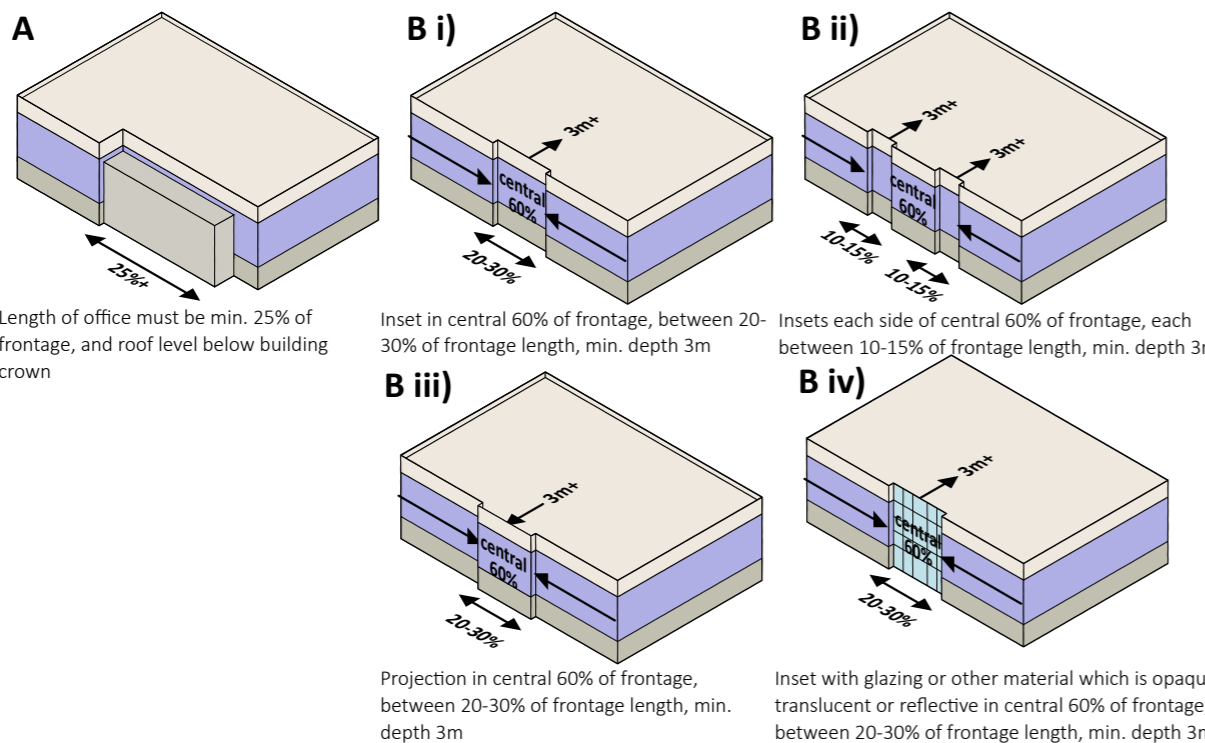 A
25%+
Length of office must be min. 25% of
frontage, and roof level below building
crown
B i)
3m+
central
60%
20-30%
Inset in central 60% of frontage, between 20-
30% of frontage length, min. depth 3m
B ii)
3m+
3m+
central
60%
10-15%
10-15%
Insets each side of central 60% of frontage, each
between 10-15% of frontage length, min. depth 3m
B iii)
3m+
central
60%
20-30%
Projection in central 60% of frontage,
between 20-30% of frontage length, min.
depth 3m
B iv)
3m+
central
60%
20-30%
Inset with glazing or other material which is opaqu
translucent or reflective in central 60% of frontage,
between 20-30% of frontage length, min. depth 3m